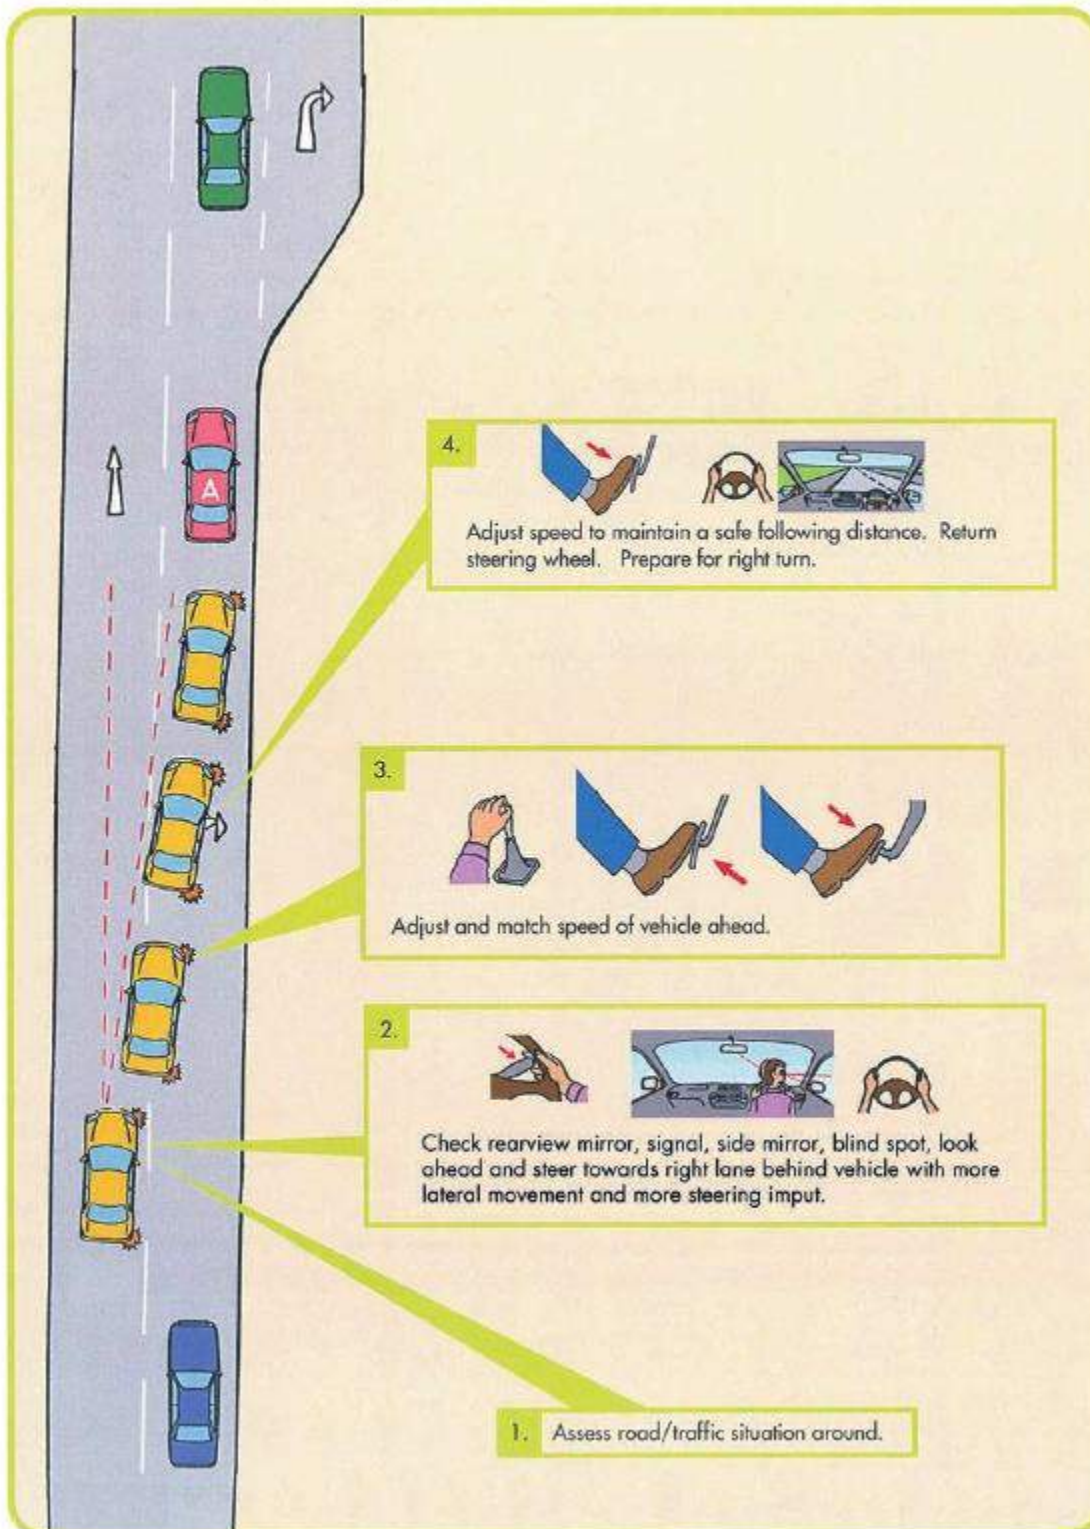 A
4.
Adjust speed to maintain a safe following distance. Return
steering wheel. Prepare for right turn.
3.
Adjust and match speed of vehicle ahead.
2.
Check rearview mirror, signal, side mirror, blind spot, look
ahead and steer towards right lane behind vehicle with more
lateral movement and more steering imput.
1. Assess road/traffic situation around.